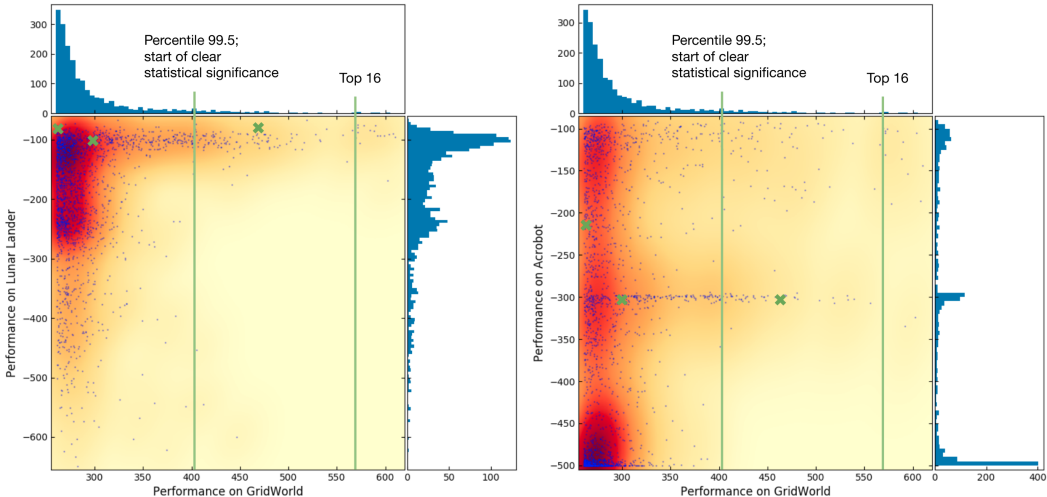 300
200
100
0
Percentile 99.5;
start of clear
statistical significance
Top 16
−100
−200
−300
−400
−500
−600
Performance on Lunar Lander
300 350 400 450 500 550 600
Performance on GridWorld
0 50 100
300
200
100
0
Percentile 99.5;
start of clear
statistical significance
Top 16
−100
−150
−200
−250
−300
−350
−400
−450
−500
Performance on Acrobot
300 350 400 450 500 550 600
Performance on GridWorld
0 200 400